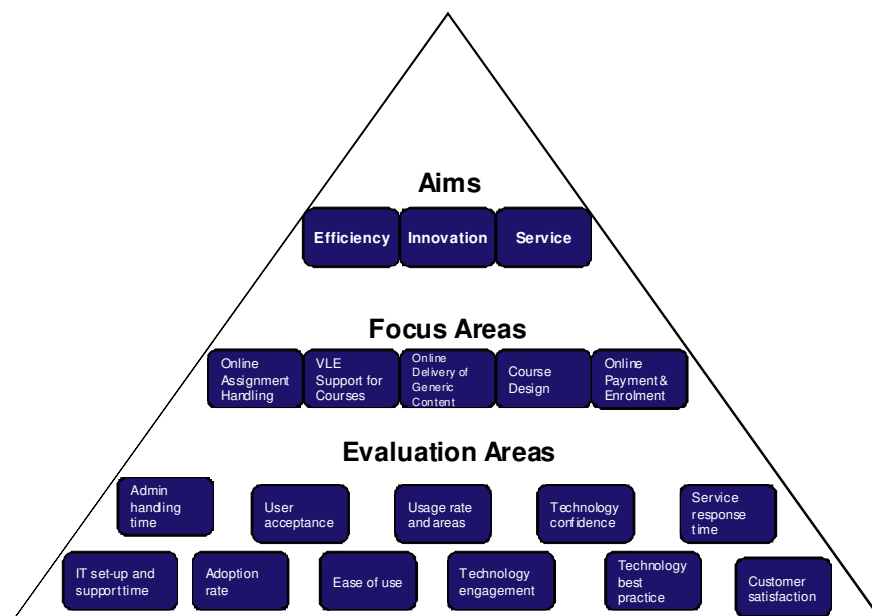 Aims
Efficiency
Innovation
Service
Focus Areas
Online
Assignment
Handling
VLE
Support for
Courses
Online
Delivery of
Generic
Content
Course
Design
Online
Payment &
Enrolment
Evaluation Areas
Admin
handling
time
User
acceptance
Usage rate
and areas
Technology
confidence
Service
response
time
IT set-up and
support time
Adoption
rate
Ease of use
Technology
engagement
Technology
best
practice
Customer
satisfaction